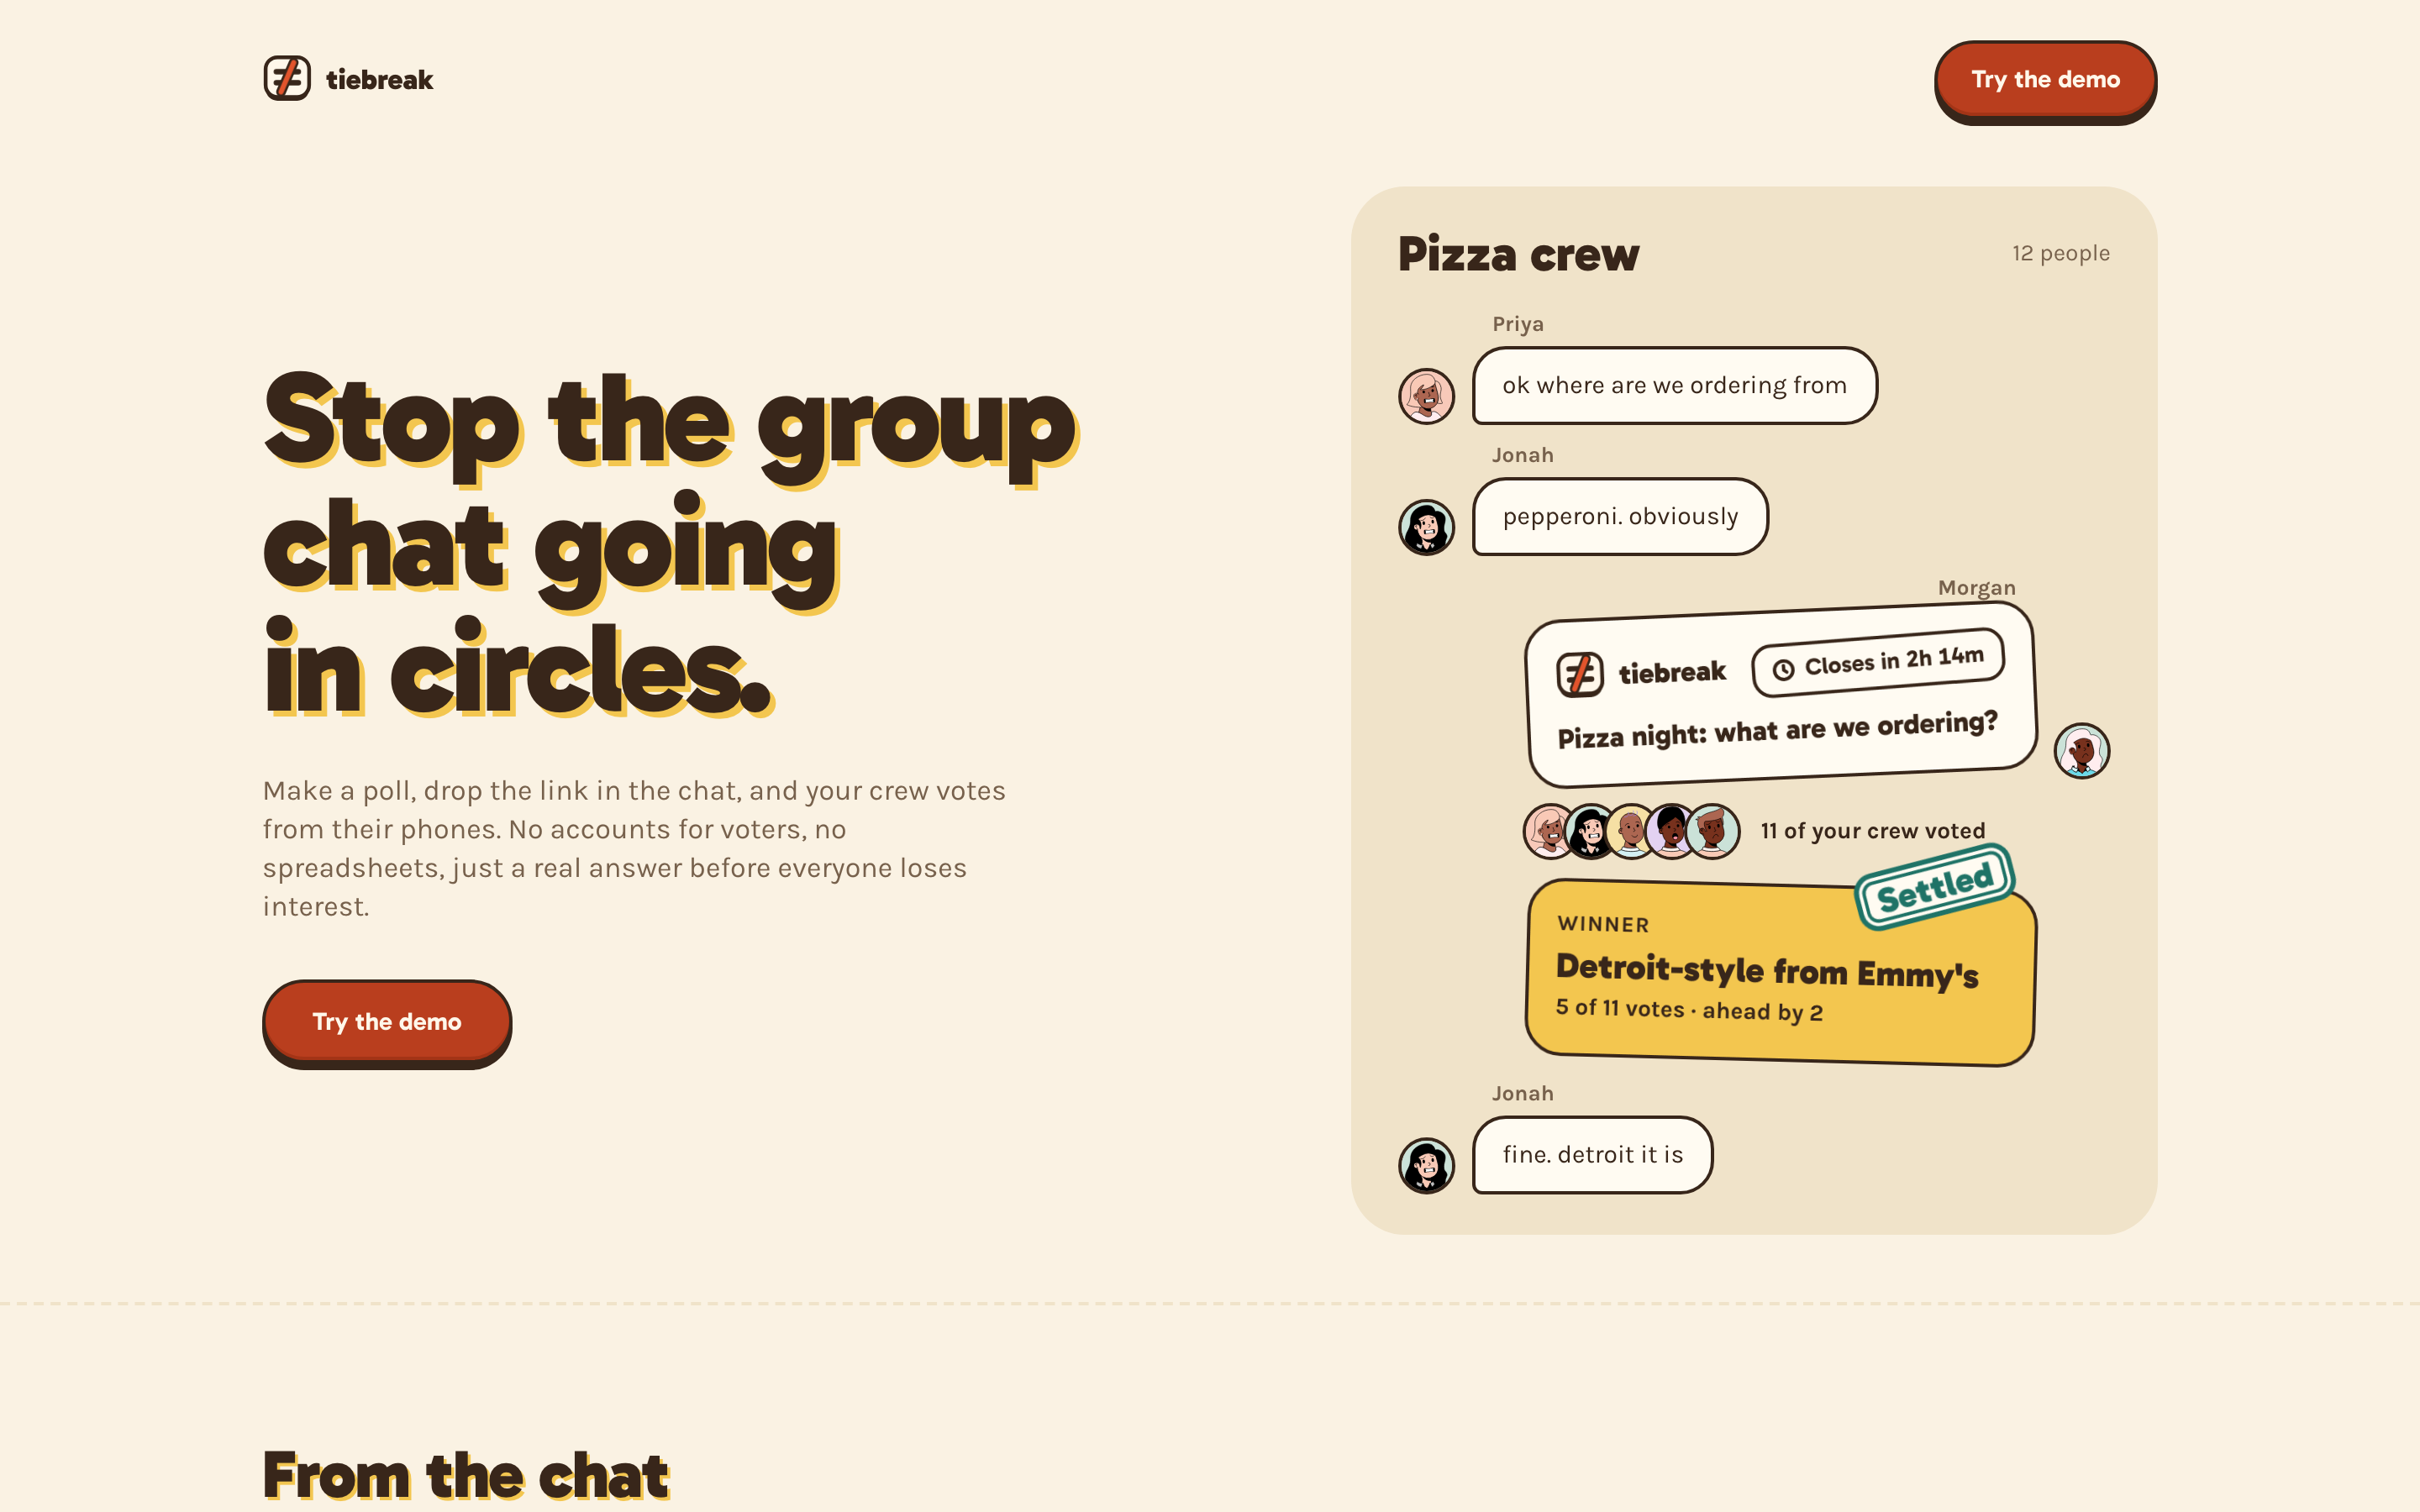 tiebreak
Try the demo
Stop the group
chat going
in circles.
Make a poll, drop the link in the chat, and your crew votes
from their phones. No accounts for voters, no
spreadsheets, just a real answer before everyone loses
interest.
Try the demo
Pizza crew
12 people
Priya
ok where are we ordering from
Jonah
pepperoni. obviously
Morgan
tiebreak
Closes in 2h 14m
Pizza night: what are we ordering?
11 of your crew voted
Settled
WINNER
Detroit-style from Emmy's
5 of 11 votes · ahead by 2
Jonah
fine. detroit it is
From the chat